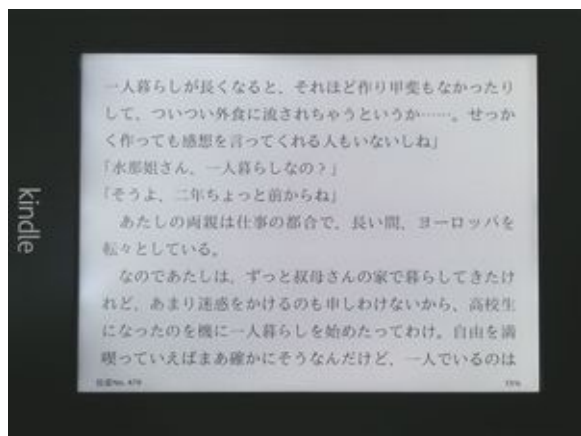 一人暮らしが長くなると、それほど作り甲斐もなかったり
して、ついつい外食に流されちゃうというか……。せっか
く作っても感想を言ってくれる人もいないしね」
「水那姐さん、一人暮らしなの？」
「そうよ、二年ちょっと前からね」
あたしの両親は仕事の都合で、長い間、ヨーロッパを
転々としている。
なのであたしは、ずっと叔母さんの家で暮らしてきたけ
れど、あまり迷惑をかけるのも申しわけないから、高校生
になったのを機に一人暮らしを始めたってわけ。自由を満
喫っていえばまあ確かにそうなんだけど、一人でいるのは
位置No. 479
kindle